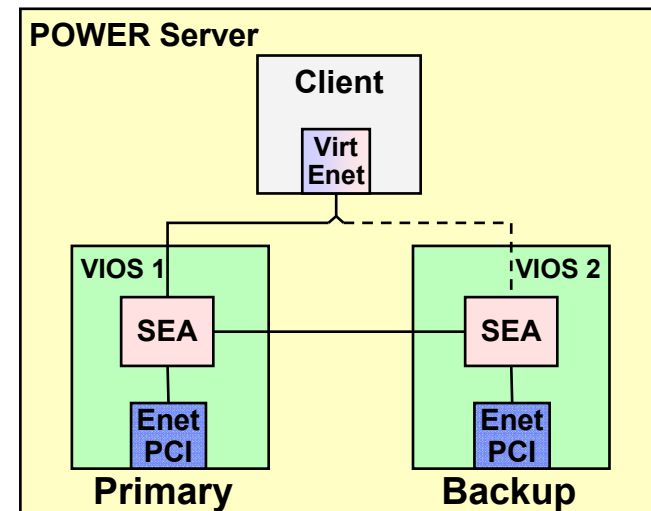 POWER Server
Client
Virt
Enet
VIOS 1
VIOS 2
SEA
SEA
Enet
PCI
Enet
PCI
Primary
Backup